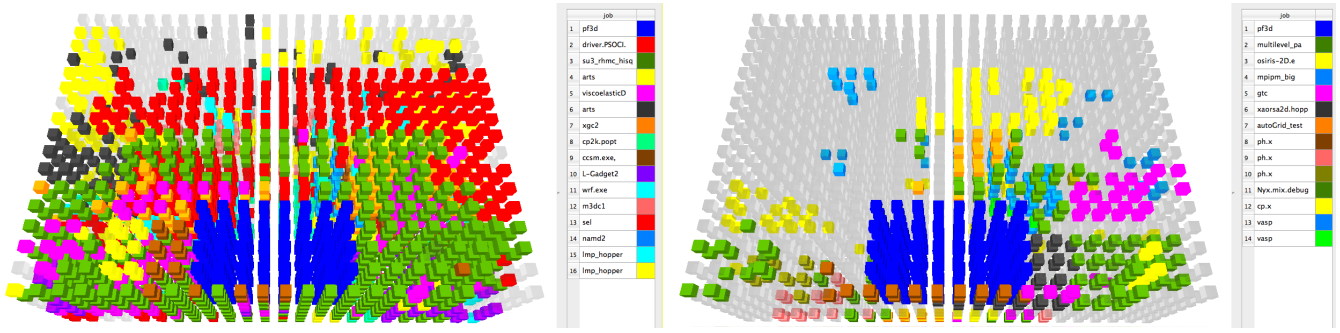 job
1 pf3d
2 driver.PSOCI.
3 su3_rhmc_hisq
4 arts
5 viscoelasticD
6 arts
7 xgc2
8 cp2k.popt
9 ccsm.exe,
10 L-Gadget2
11 wrf.exe
12 m3dc1
13 sel
14 namd2
15 lmp_hopper
16 lmp_hopper
job
1 pf3d
2 multilevel_pa
3 osiris-2D.e
4 mpipm_big
5 gtc
6 xaorsa2d.hopp
7 autoGrid_test
8 ph.x
9 ph.x
10 ph.x
11 Nyx.mix.debug
12 cp.x
13 vasp
14 vasp